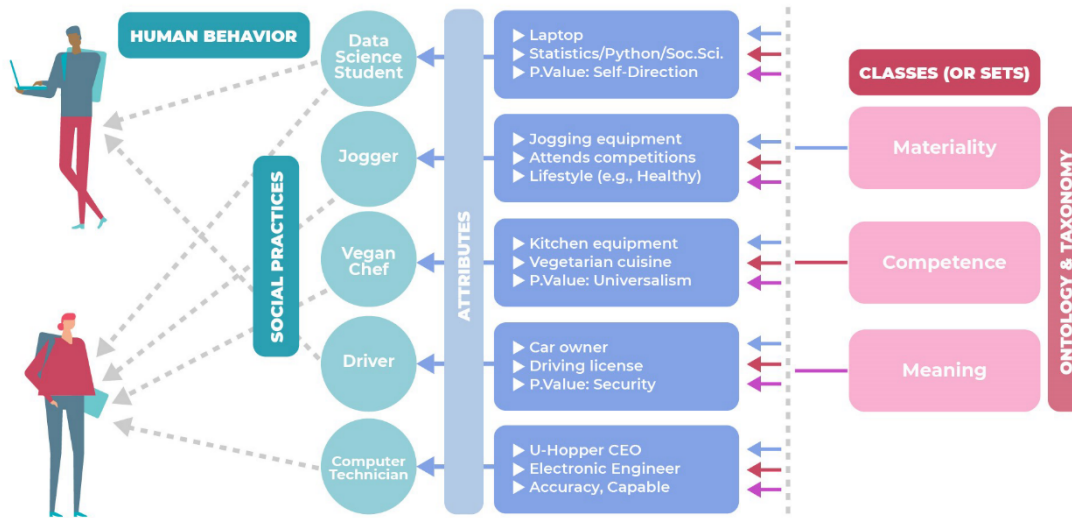 HUMAN BEHAVIOR
SOCIAL PRACTICES
Data
Science
Student
Jogger
Vegan
Chef
Driver
Computer
Technician
ATTRIBUTES
▶ Laptop
▶ Statistics/Python/Soc.Sci.
▶ P.Value: Self-Direction
▶ Jogging equipment
▶ Attends competitions
▶ Lifestyle (e.g., Healthy)
▶ Kitchen equipment
▶ Vegetarian cuisine
▶ P.Value: Universalism
▶ Car owner
▶ Driving license
▶ P.Value: Security
▶ U-Hopper CEO
▶ Electronic Engineer
▶ Accuracy, Capable
CLASSES (OR SETS)
Materiality
Competence
Meaning
ONTOLOGY & TAXONOMY